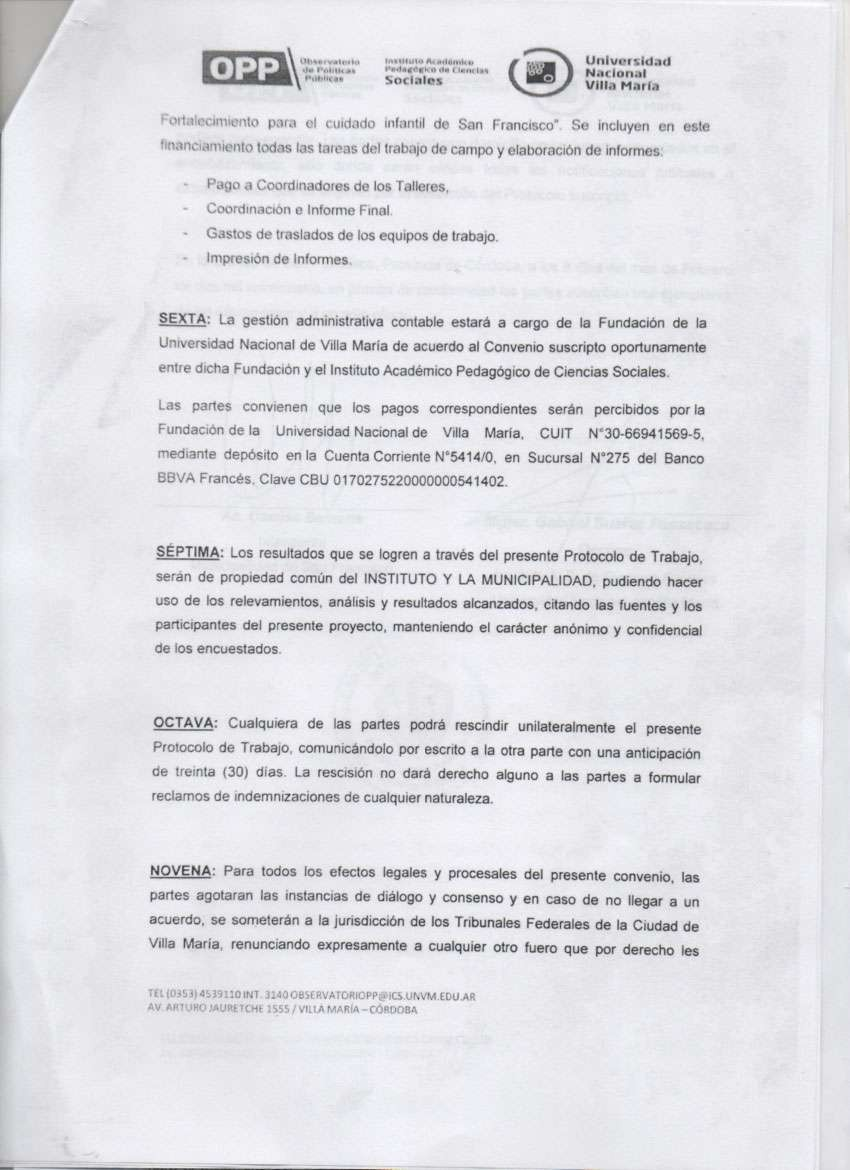 OPP Observatorio de Políticas Públicas
Instituto Académico Pedagógico de Ciencias Sociales
Universidad Nacional Villa María
Fortalecimiento para el cuidado infantil de San Francisco". Se incluyen en este
financiamiento todas las tareas del trabajo de campo y elaboración de informes:
- Pago a Coordinadores de los Talleres,
- Coordinación e Informe Final.
- Gastos de traslados de los equipos de trabajo.
- Impresión de Informes.
SEXTA: La gestión administrativa contable estará a cargo de la Fundación de la
Universidad Nacional de Villa María de acuerdo al Convenio suscripto oportunamente
entre dicha Fundación y el Instituto Académico Pedagógico de Ciencias Sociales.
Las partes convienen que los pagos correspondientes serán percibidos por la
Fundación de la Universidad Nacional de Villa María, CUIT N°30-66941569-5,
mediante depósito en la Cuenta Corriente N°5414/0, en Sucursal N°275 del Banco
BBVA Francés, Clave CBU 0170275220000000541402.
SÉPTIMA: Los resultados que se logren a través del presente Protocolo de Trabajo,
serán de propiedad común del INSTITUTO Y LA MUNICIPALIDAD, pudiendo hacer
uso de los relevamientos, análisis y resultados alcanzados, citando las fuentes y los
participantes del presente proyecto, manteniendo el carácter anónimo y confidencial
de los encuestados.
OCTAVA: Cualquiera de las partes podrá rescindir unilateralmente el presente
Protocolo de Trabajo, comunicándolo por escrito a la otra parte con una anticipación
de treinta (30) días. La rescisión no dará derecho alguno a las partes a formular
reclamos de indemnizaciones de cualquier naturaleza.
NOVENA: Para todos los efectos legales y procesales del presente convenio, las
partes agotaran las instancias de diálogo y consenso y en caso de no llegar a un
acuerdo, se someterán a la jurisdicción de los Tribunales Federales de la Ciudad de
Villa María, renunciando expresamente a cualquier otro fuero que por derecho les
TEL (0353) 4539110 INT. 3140 OBSERVATORIOPP@ICS.UNVM.EDU.AR
AV. ARTURO JAURETCHE 1555 / VILLA MARÍA – CÓRDOBA